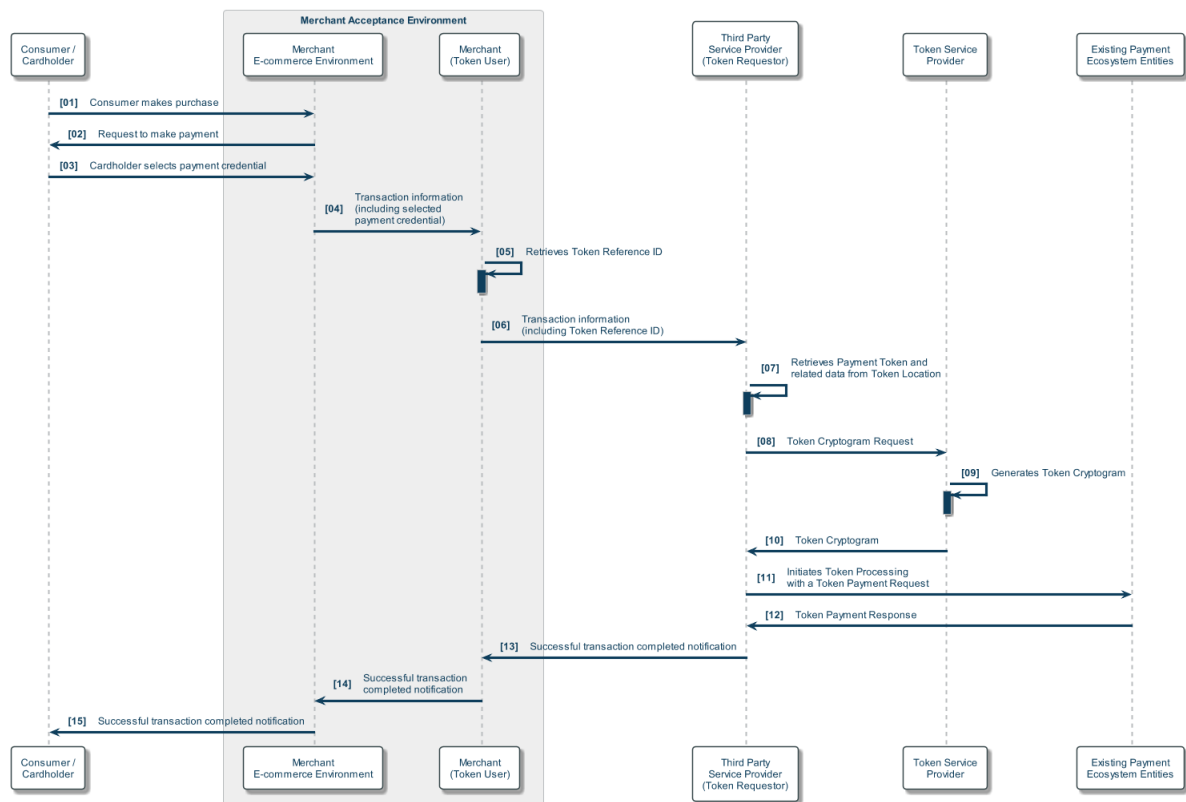 Merchant Acceptance Environment
Consumer /
Cardholder
Merchant
E-commerce Environment
Merchant
(Token User)
Third Party
Service Provider
(Token Requestor)
Token Service
Provider
Existing Payment
Ecosystem Entities
[01] Consumer makes purchase
[02] Request to make payment
[03] Cardholder selects payment credential
[04] Transaction information
(including selected
payment credential)
[05] Retrieves Token Reference ID
[06] Transaction information
(including Token Reference ID)
[07] Retrieves Payment Token and
related data from Token Location
[08] Token Cryptogram Request
[09] Generates Token Cryptogram
[10] Token Cryptogram
[11] Initiates Token Processing
with a Token Payment Request
[12] Token Payment Response
[13] Successful transaction completed notification
[14] Successful transaction
completed notification
[15] Successful transaction completed notification
Consumer /
Cardholder
Merchant
E-commerce Environment
Merchant
(Token User)
Third Party
Service Provider
(Token Requestor)
Token Service
Provider
Existing Payment
Ecosystem Entities